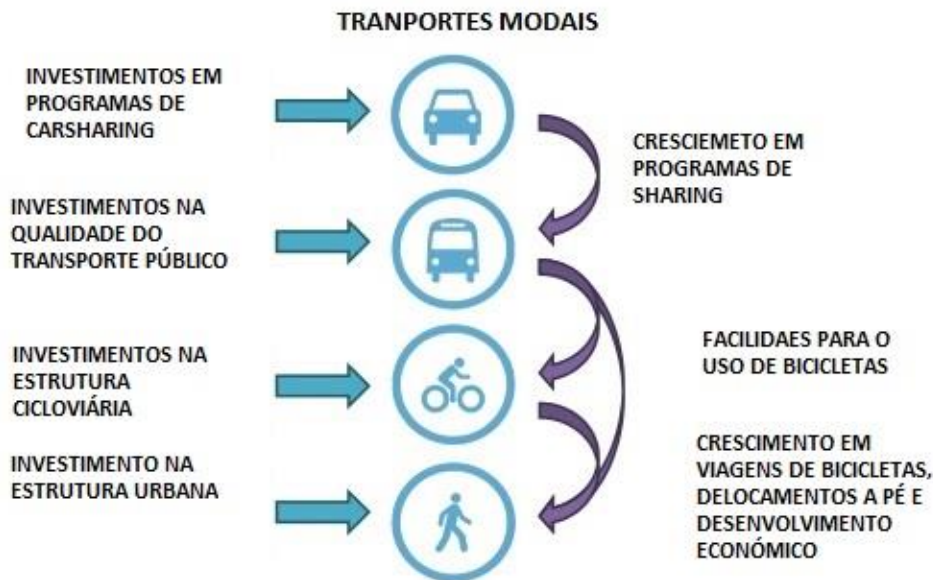 TRANPORTES MODAIS
INVESTIMENTOS EM
PROGRAMAS DE
CARSHARING
CRESCIEMETO EM
PROGRAMAS DE
SHARING
INVESTIMENTOS NA
QUALIDADE DO
TRANSPORTE PÚBLICO
FACILIDAES PARA O
USO DE BICICLETAS
INVESTIMENTOS NA
ESTRUTURA
CICLOVIÁRIA
INVESTIMENTO NA
ESTRUTURA URBANA
CRESCIMENTO EM
VIAGENS DE BICICLETAS,
DELOCAMENTOS A PÉ E
DESENVOLVIMENTO
ECONÓMICO